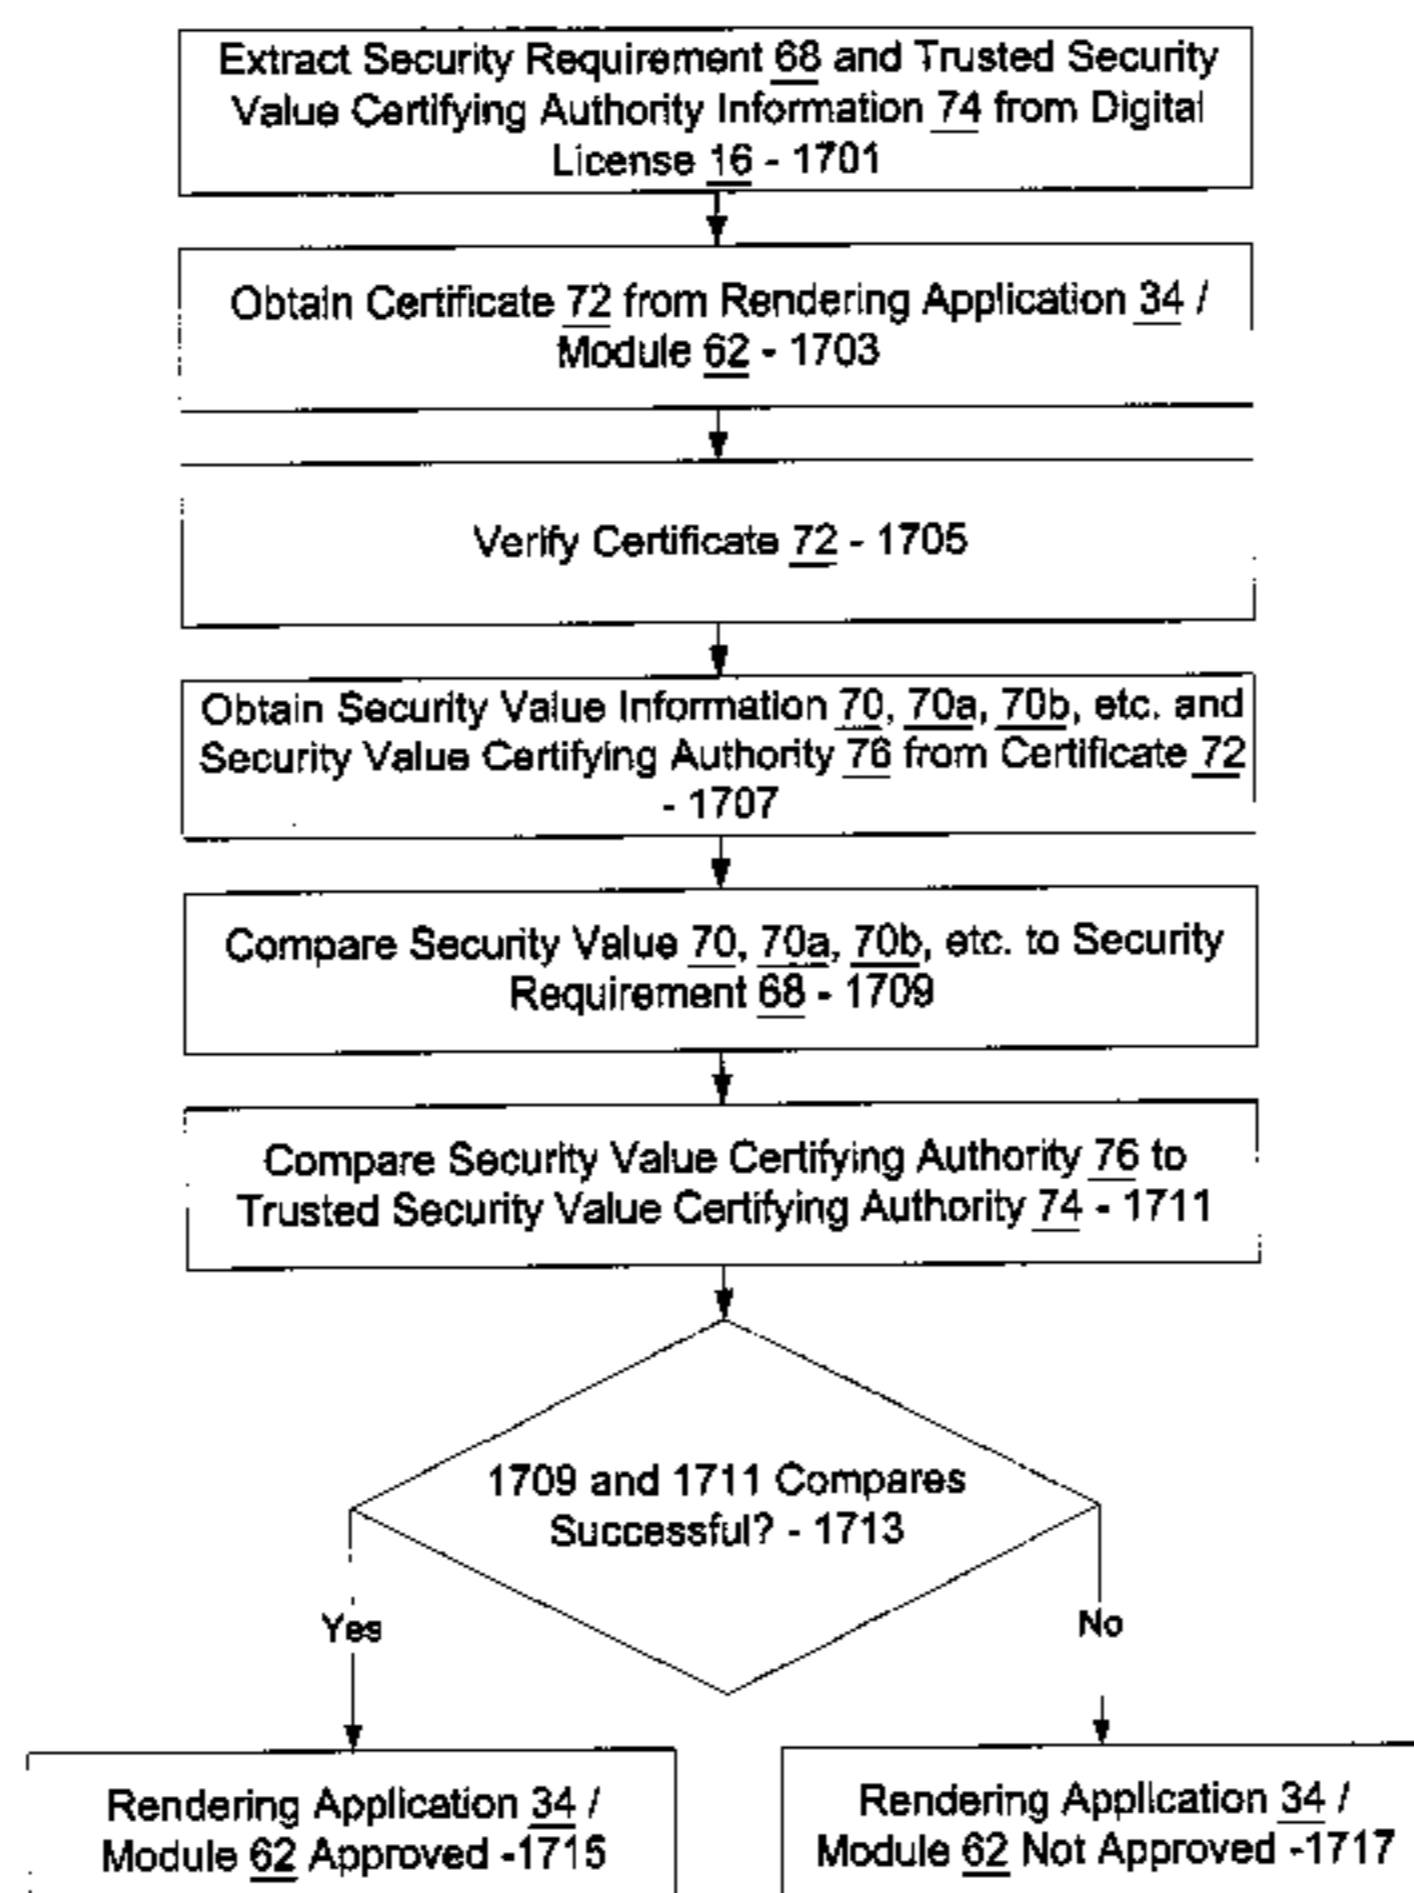 Extract Security Requirement 68 and Trusted Security
Value Certifying Authority Information 74 from Digital
License 16 - 1701
Obtain Certificate 72 from Rendering Application 34 /
Module 62 - 1703
Verify Certificate 72 - 1705
Obtain Security Value Information 70, 70a, 70b, etc. and
Security Value Certifying Authority 76 from Certificate 72
- 1707
Compare Security Value 70, 70a, 70b, etc. to Security
Requirement 68 - 1709
Compare Security Value Certifying Authority 76 to
Trusted Security Value Certifying Authority 74 - 1711
1709 and 1711 Compares
Successful? - 1713
Yes
No
Rendering Application 34 /
Module 62 Approved -1715
Rendering Application 34 /
Module 62 Not Approved -1717